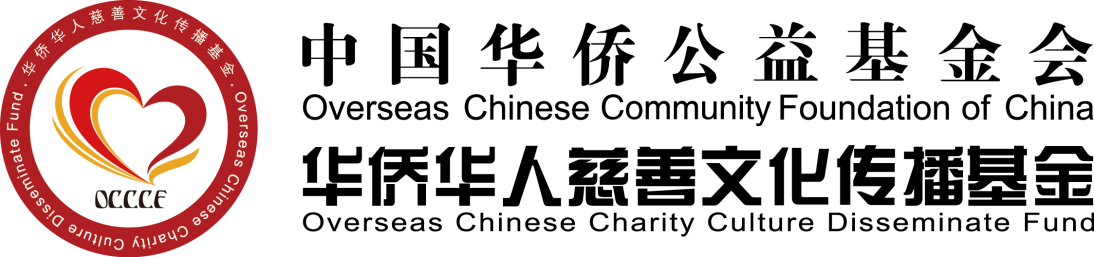 ·华侨华人慈善文化传播基金·
Overseas Chinese Charity Culture Disseminate Fund
OCCCF
中国华侨公益基金会
Overseas Chinese Community Foundation of China
华侨华人慈善文化传播基金
Overseas Chinese Charity Culture Disseminate Fund